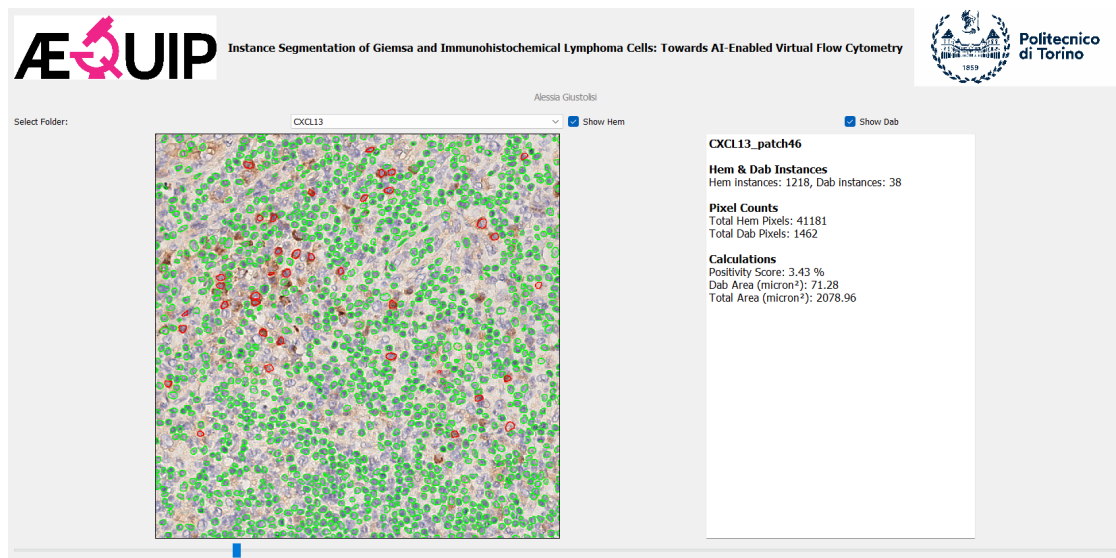 ÆQUIP
Instance Segmentation of Giemsa and Immunohistochemical Lymphoma Cells: Towards AI-Enabled Virtual Flow Cytometry
1859
Politecnico
di Torino
Alessia Giustolisi
Select Folder:
CXCL13
Show Hem
Show Dab
CXCL13_patch46
Hem & Dab Instances
Hem instances: 1218, Dab instances: 38
Pixel Counts
Total Hem Pixels: 41181
Total Dab Pixels: 1462
Calculations
Positivity Score: 3.43 %
Dab Area (micron²): 71.28
Total Area (micron²): 2078.96